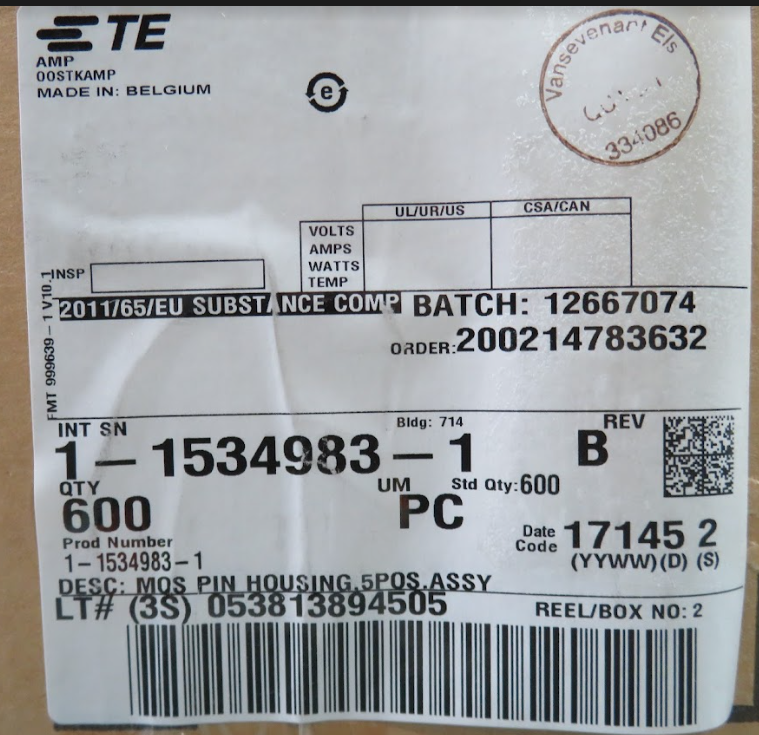 TE
AMP
OOSTKAMP
MADE IN: BELGIUM
e
Vansevenant Els
334086
UL/UR/US CSA/CAN
VOLTS
AMPS
WATTS
TEMP
INSP
FMT 999639-1 V10.1
2011/65/EU SUBSTANCE COMP BATCH: 12667074
ORDER:200214783632
INT SN Bldg: 714 REV
1-1534983-1 B
QTY UM Std Qty:600
600 PC
Prod Number Date Code 17145 2
1-1534983-1 (YYWW)(D) (S)
DESC: MQS PIN HOUSING,5POS,ASSY
LT# (3S) 053813894505 REEL/BOX NO: 2